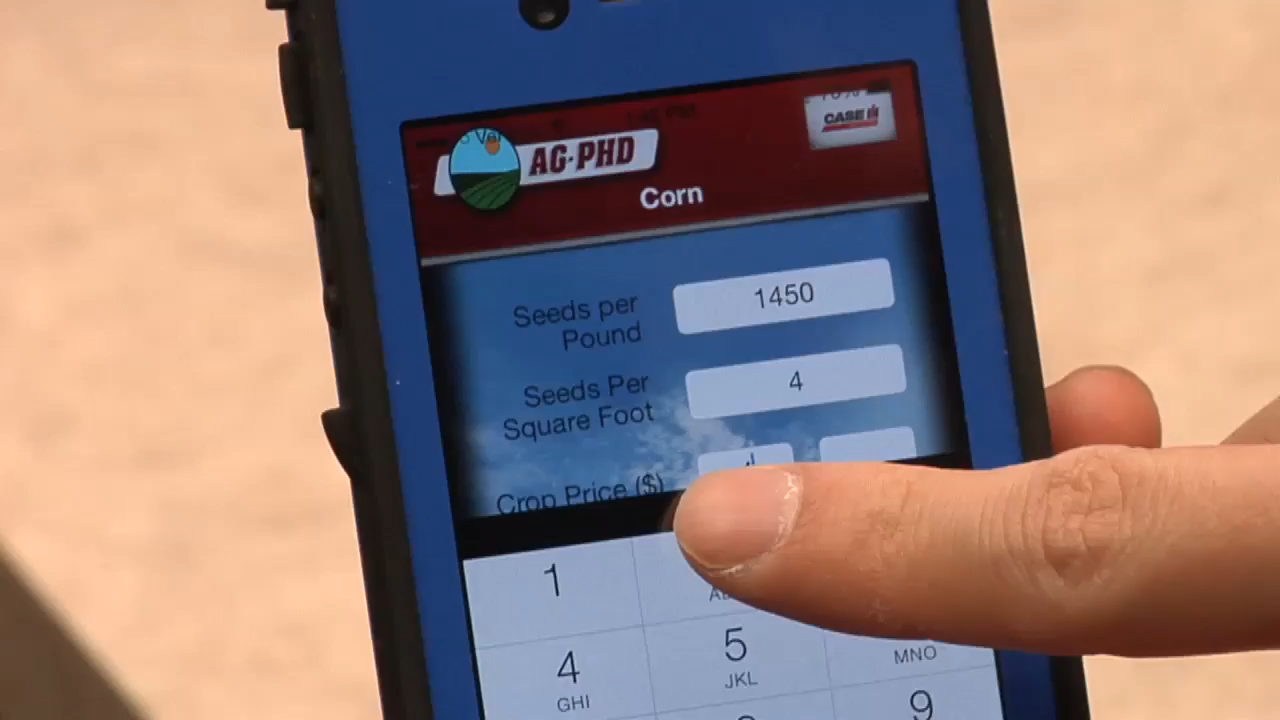 AG·PHD
CASE IH
Corn
Seeds per
Pound
1450
Seeds Per
Square Foot
4
Crop Price ($)
1
4
GHI
5
JKL
MNO
9